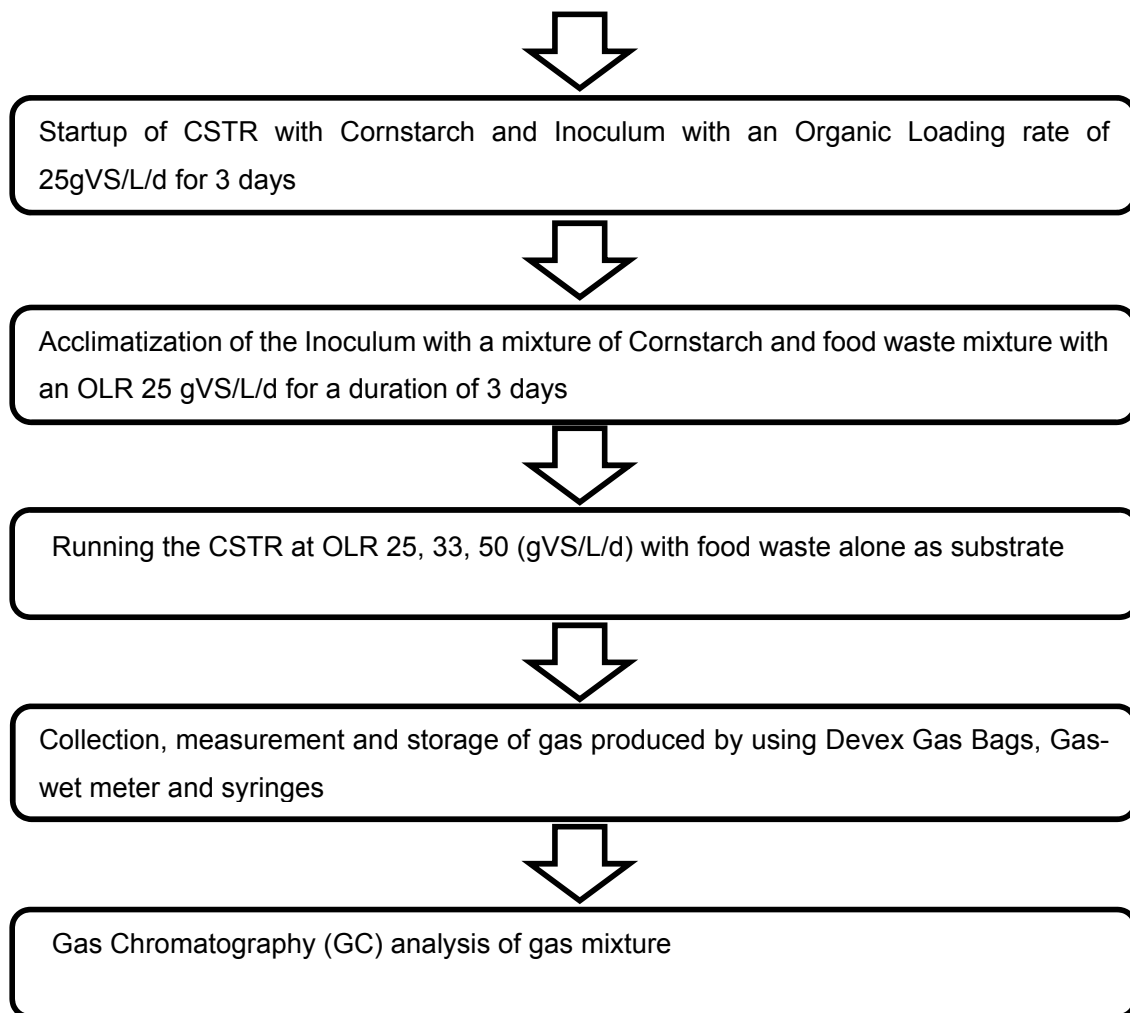 Startup of CSTR with Cornstarch and Inoculum with an Organic Loading rate of
25gVS/L/d for 3 days
Acclimatization of the Inoculum with a mixture of Cornstarch and food waste mixture with
an OLR 25 gVS/L/d for a duration of 3 days
Running the CSTR at OLR 25, 33, 50 (gVS/L/d) with food waste alone as substrate
Collection, measurement and storage of gas produced by using Devex Gas Bags, Gas-
wet meter and syringes
Gas Chromatography (GC) analysis of gas mixture